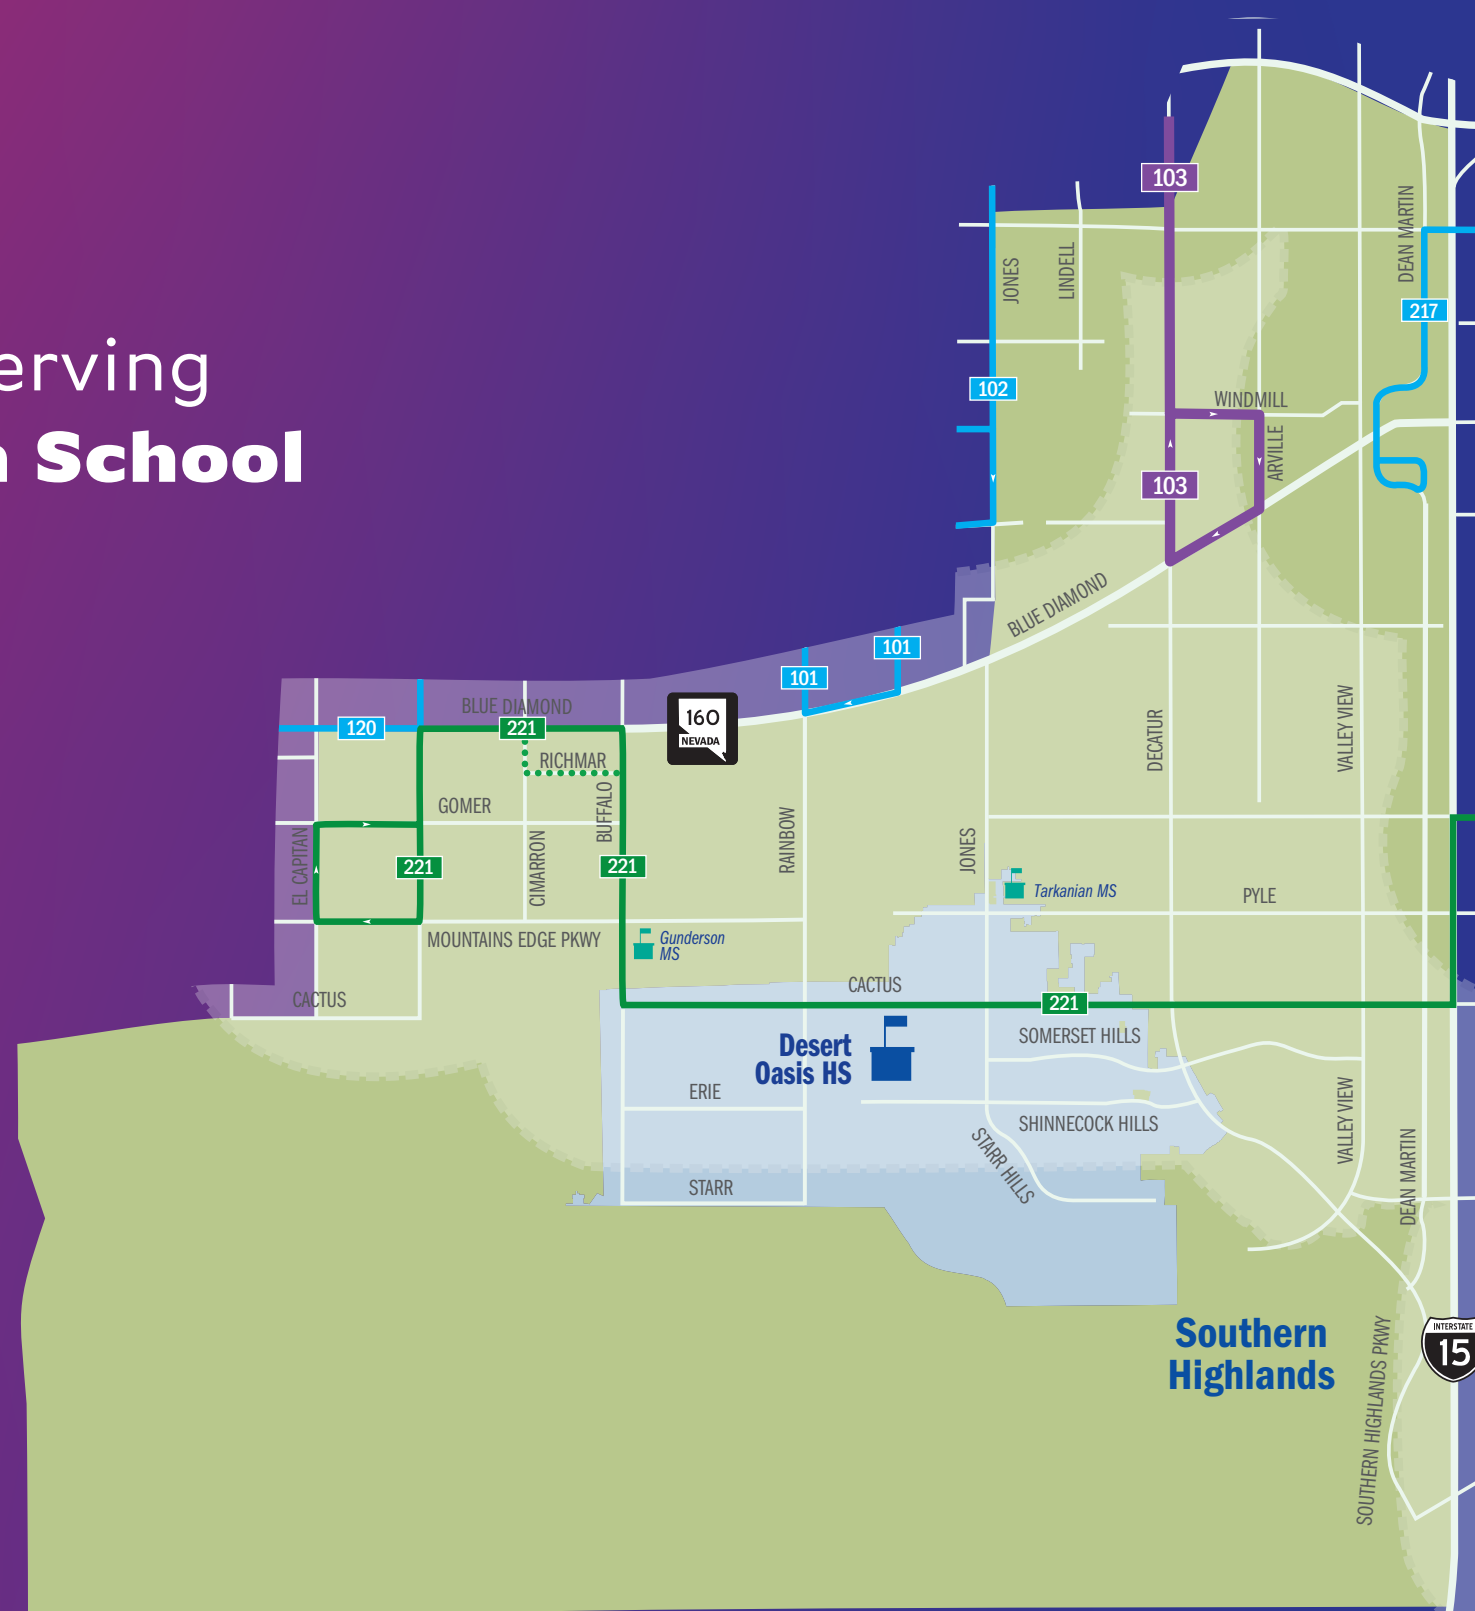 erving
School
103
DEAN MARTIN
JONES
LINDELL
217
102
WINDMILL
ARVILLE
103
BLUE DIAMOND
101
101
BLUE DIAMOND
120
221
160
NEVADA
RICHMAR
DECATUR
VALLEY VIEW
GOMER
BUFFALO
RAINBOW
JONES
EL CAPITAN
221
CIMARRON
221
Tarkanian MS
PYLE
MOUNTAINS EDGE PKWY
Gunderson
MS
CACTUS
CACTUS
221
SOMERSET HILLS
Desert
Oasis HS
ERIE
SHINNECOCK HILLS
VALLEY VIEW
STARR HILLS
DEAN MARTIN
STARR
Southern
Highlands
INTERSTATE
15
SOUTHERN HIGHLANDS PKWY